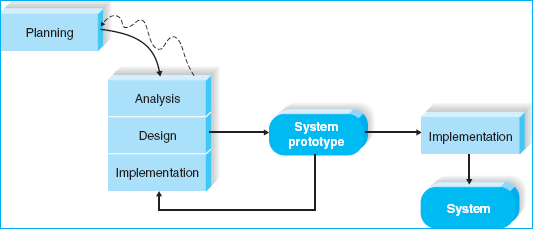 Planning
Analysis
Design
Implementation
System
prototype
Implementation
System